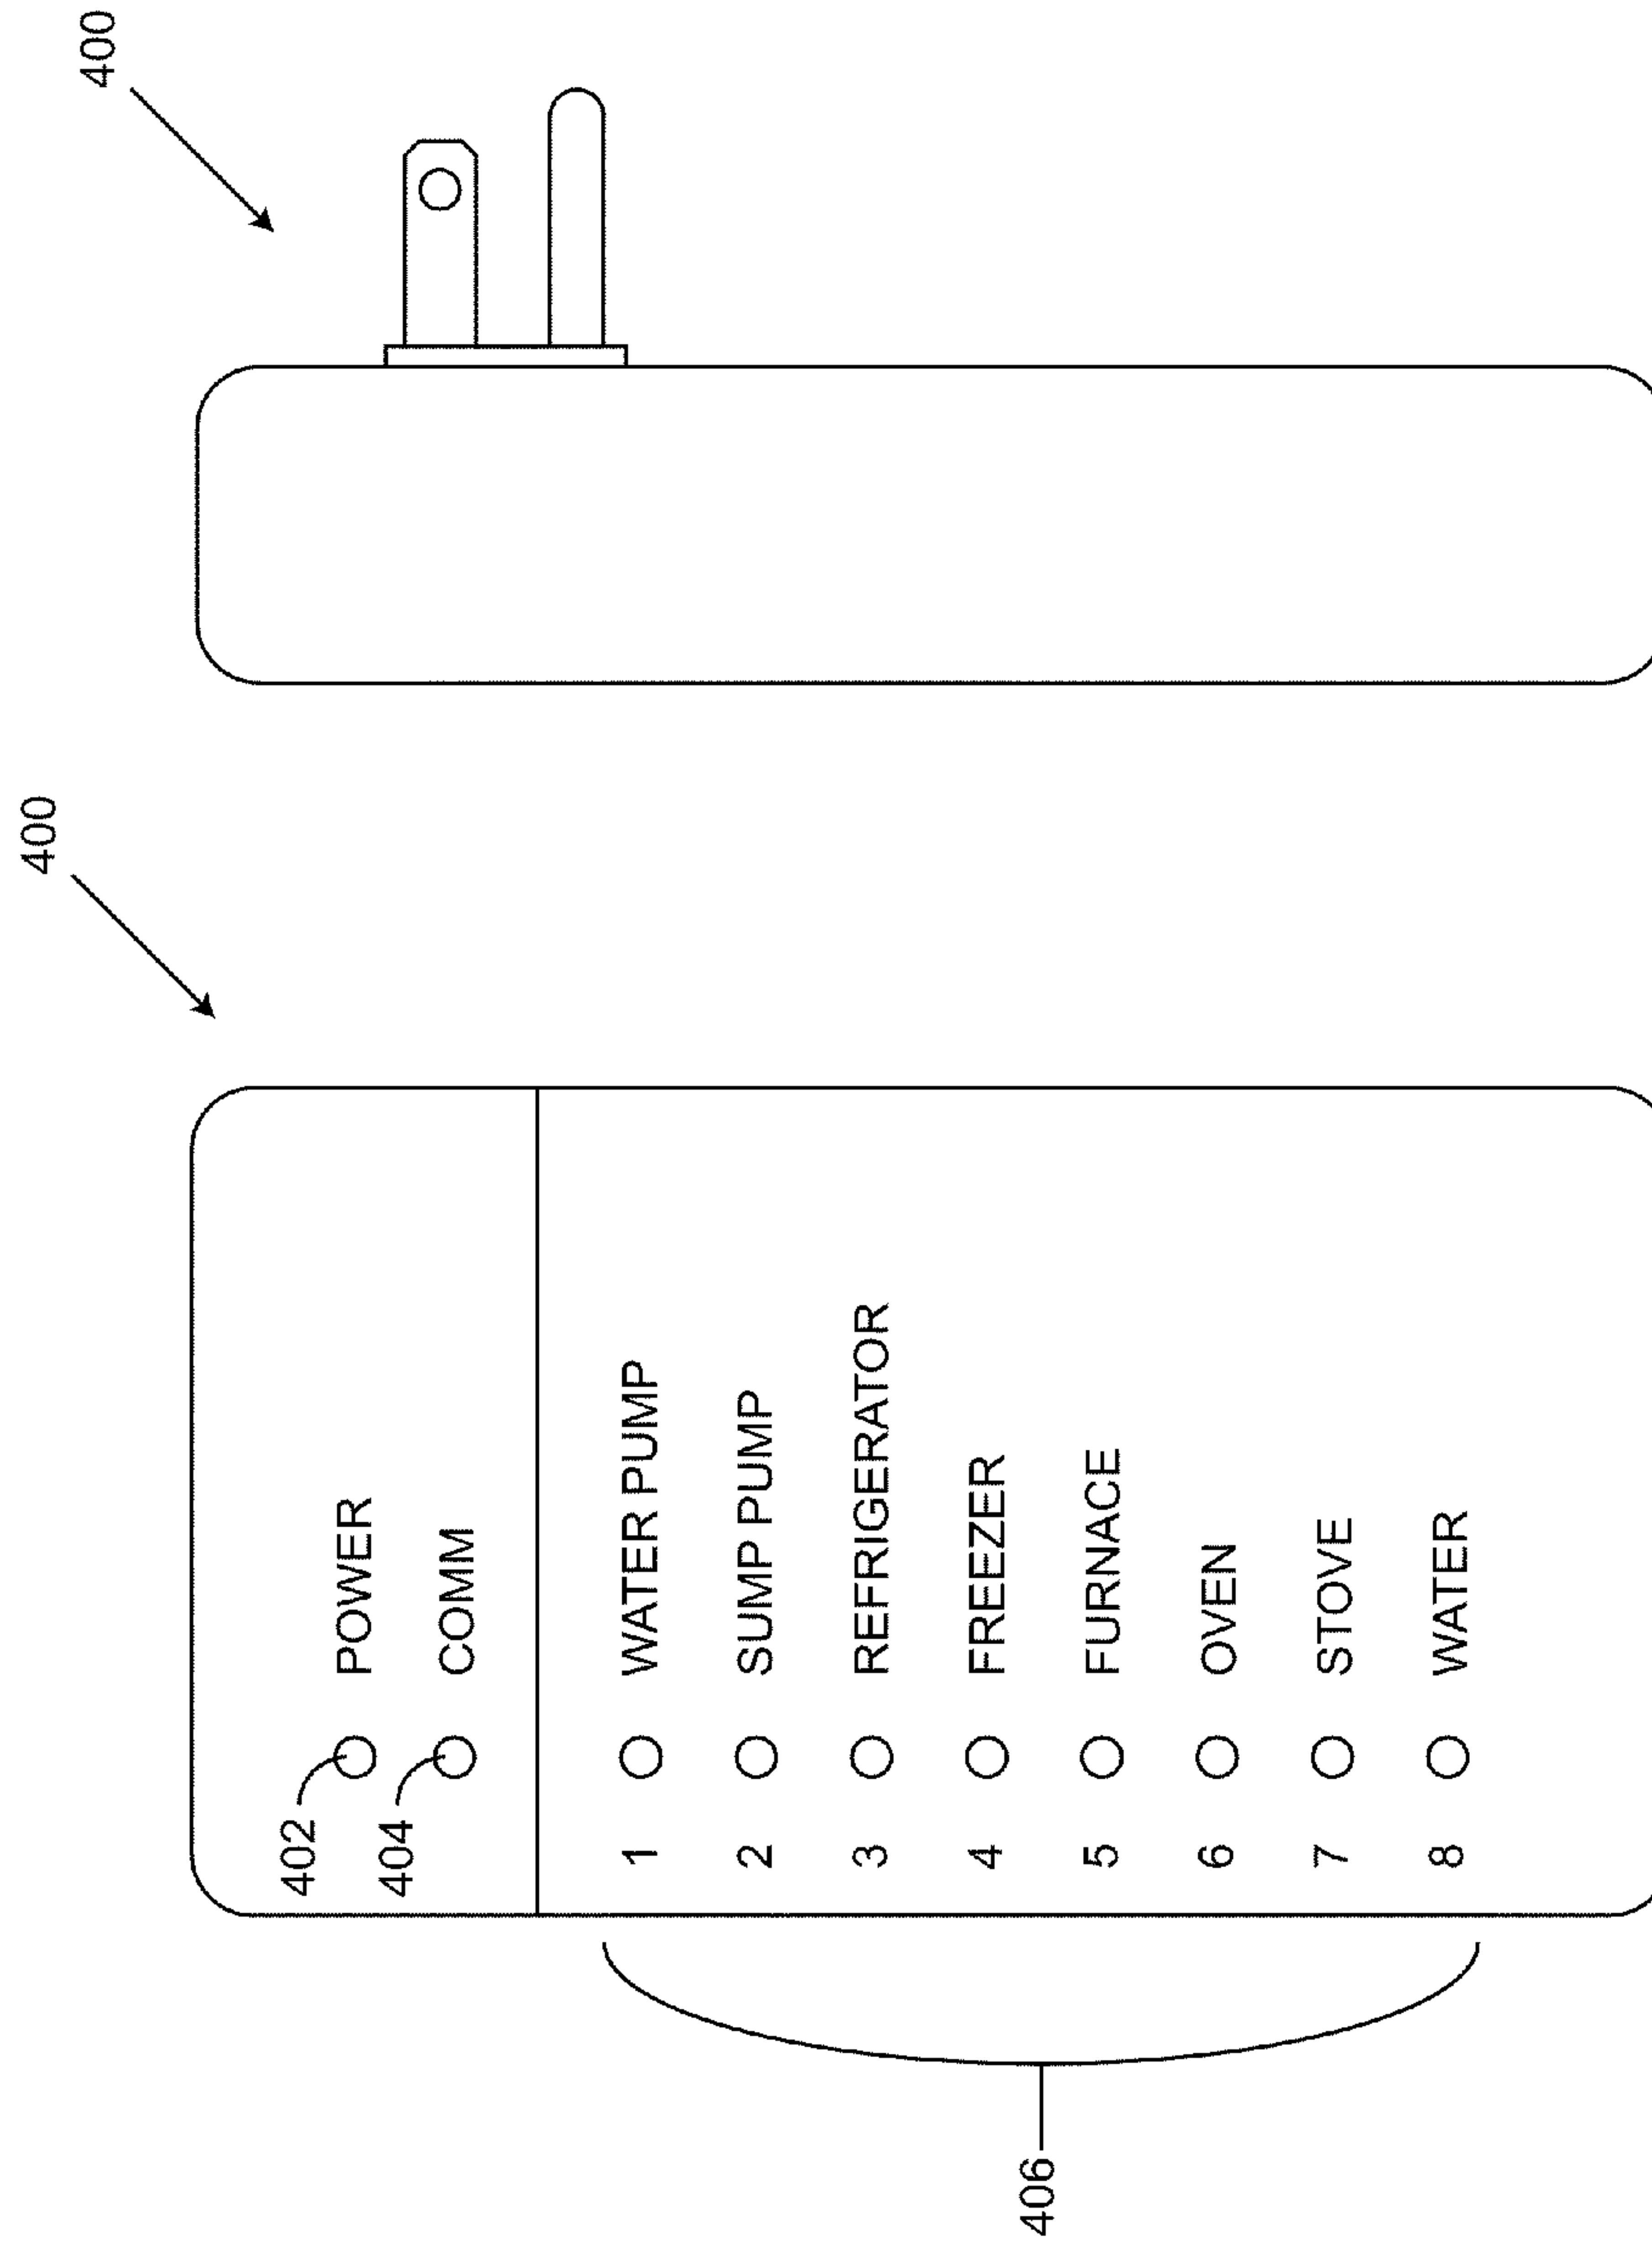 400
400
402
POWER
404
COMM
1 WATER PUMP
2 SUMP PUMP
3 REFRIGERATOR
4 FREEZER
5 FURNACE
6 OVEN
7 STOVE
8 WATER
406